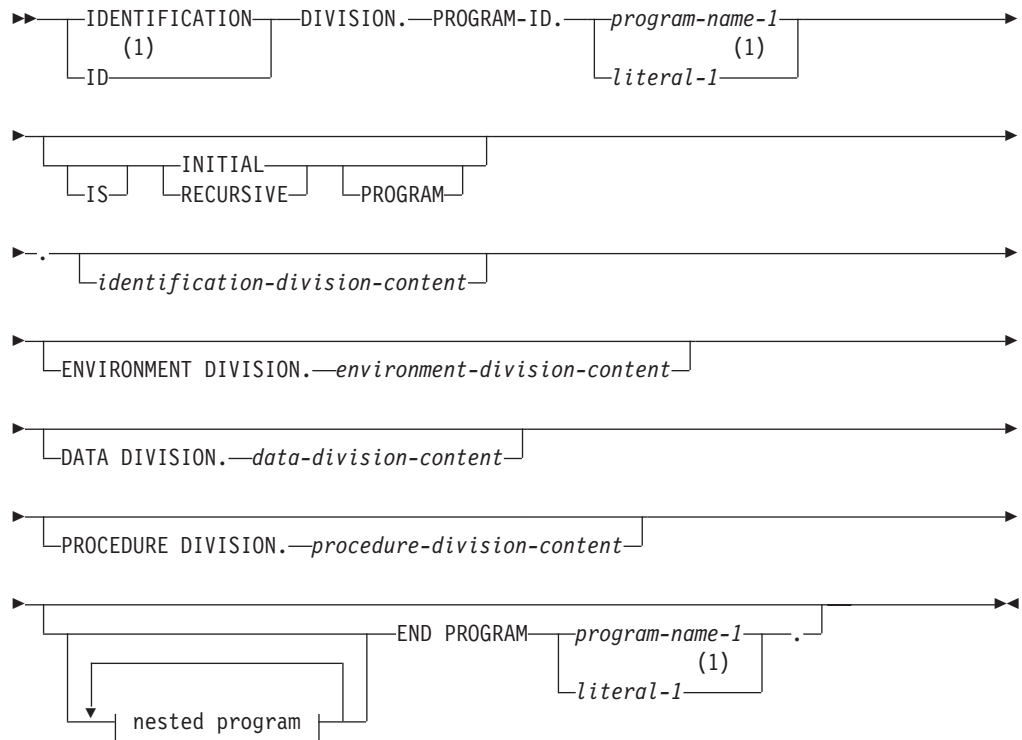 IDENTIFICATION DIVISION. PROGRAM-ID. program-name-1
(1) (1)
ID literal-1
INITIAL
IS RECURSIVE PROGRAM
.
identification-division-content
ENVIRONMENT DIVISION. environment-division-content
DATA DIVISION. data-division-content
PROCEDURE DIVISION. procedure-division-content
END PROGRAM program-name-1 .
(1)
literal-1
nested program